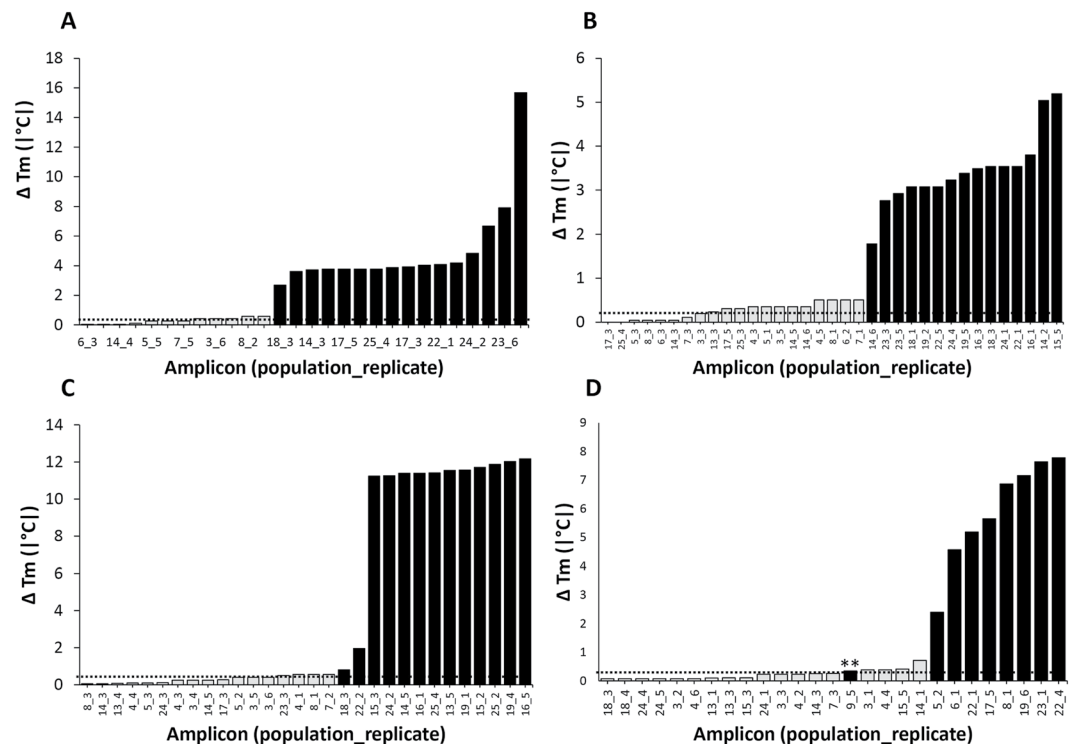 A
18
16
14
12
10
8
6
4
2
0
Δ Tm (|°C|)
6_3 14_4 5_5 7_5 3_6 8_2 18_3 14_3 17_5 25_4 17_3 22_1 24_2 23_6
Amplicon (population_replicate)
B
6
5
4
3
2
1
0
Δ Tm (|°C|)
17_3 25_4 5_3 8_3 6_3 14_3 7_3 3_3 13_3 17_5 25_3 4_1 5_1 3_5 14_5 14_6 4_5 8_1 6_2 7_1 14_6 23_3 23_5 18_1 19_2 22_5 24_1 19_5 16_3 18_3 24_1 22_1 16_1 14_2 15_5
Amplicon (population_replicate)
C
14
12
10
8
6
4
2
0
Δ Tm (|°C|)
8_3 14_3 13_4 4_4 5_3 24_3 4_3 3_4 14_5 17_3 5_2 3_5 3_6 23_3 4_1 8_1 7_2 18_3 22_2 15_3 24_2 14_5 16_1 25_4 13_5 19_1 15_2 25_2 19_4 16_5
Amplicon (population_replicate)
D
9
8
7
6
5
4
3
2
1
0
Δ Tm (|°C|)
**
18_3 18_4 24_4 24_5 3_2 4_6 13_1 13_3 15_3 24_1 3_1 4_2 14_2 7_3 9_5 3_1 4_4 15_5 14_1 5_2 6_1 22_1 17_5 8_1 19_6 23_1 22_4
Amplicon (population_replicate)